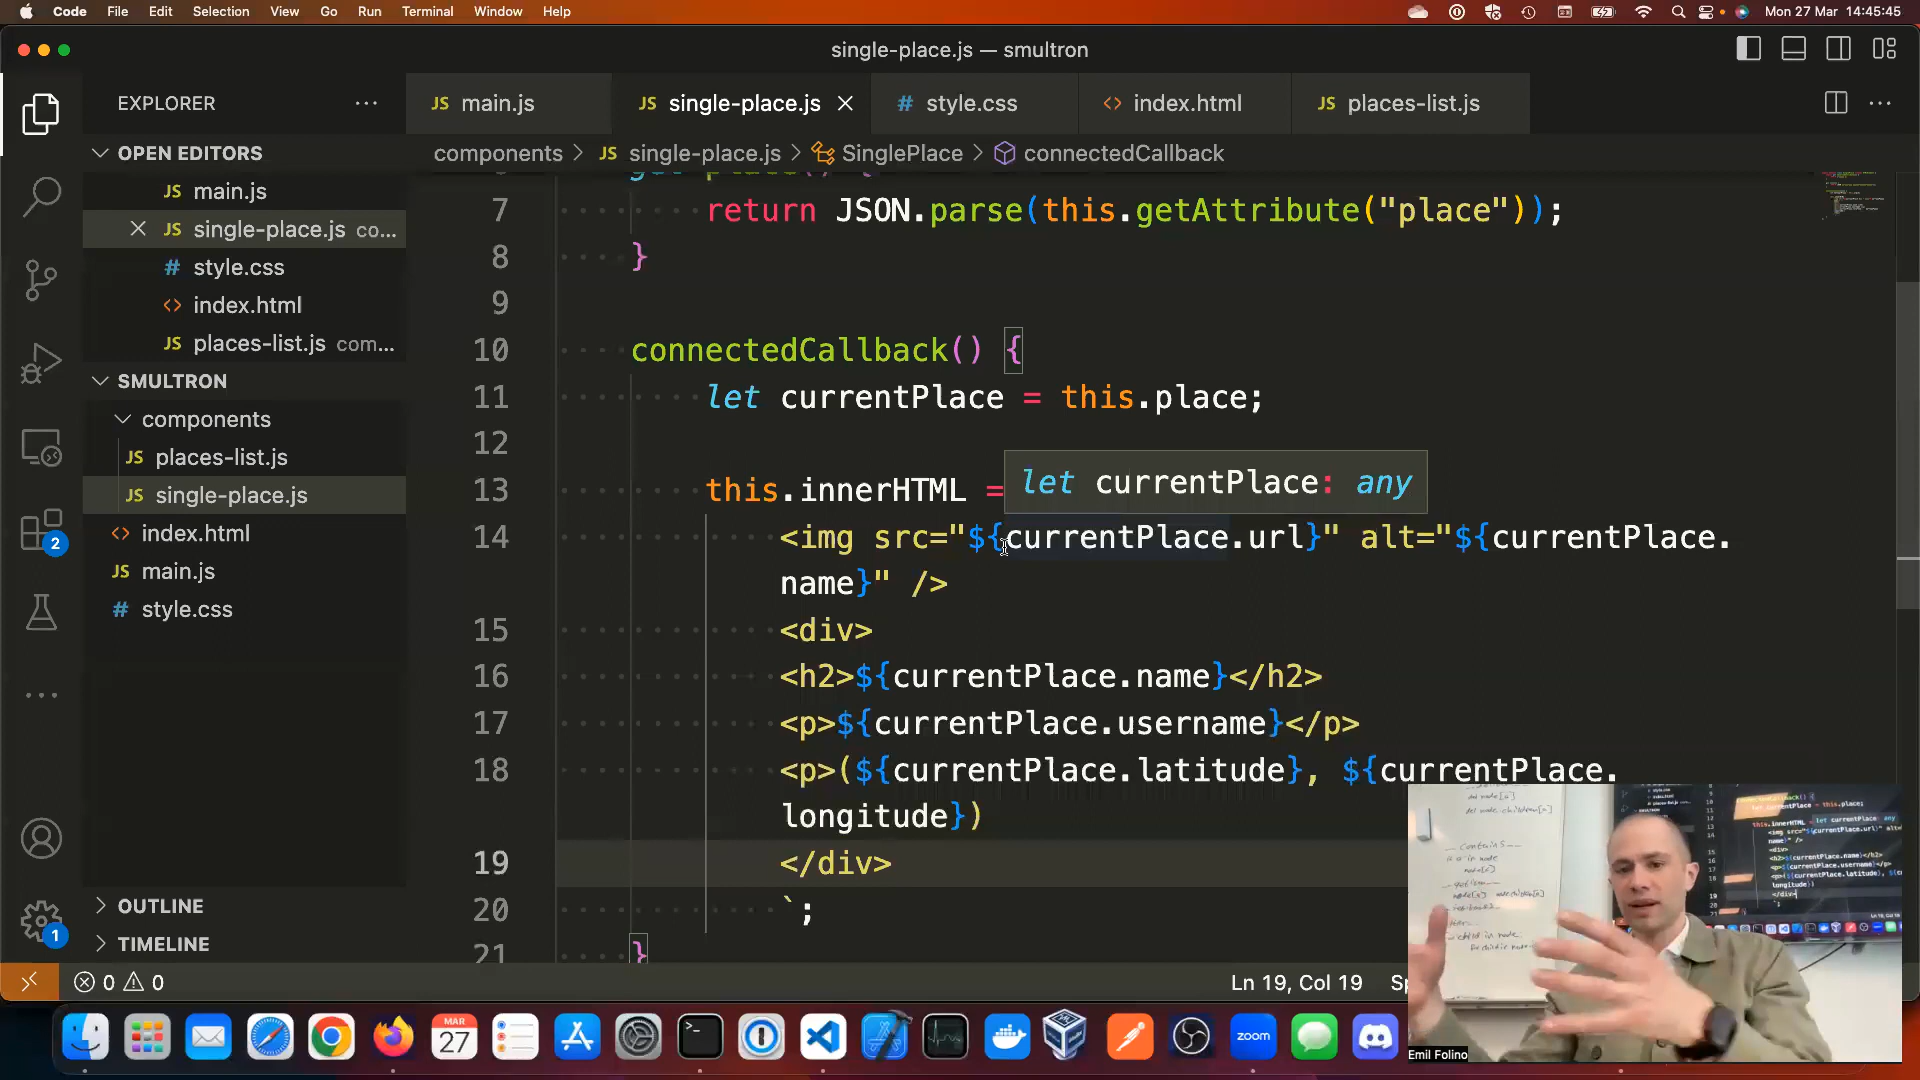 Code File Edit Selection View Go Run Terminal Window Help Mon 27 Mar 14:45:45
single-place.js — smultron
EXPLORER
main.js single-place.js style.css index.html places-list.js
components > single-place.js > SinglePlace > connectedCallback
OPEN EDITORS
main.js
single-place.js co...
style.css
index.html
places-list.js com...
SMULTRON
components
places-list.js
single-place.js
index.html
main.js
style.css
OUTLINE
TIMELINE
7 return JSON.parse(this.getAttribute("place"));
8 }
9
10 connectedCallback() {
11 let currentPlace = this.place;
12
let currentPlace: any
13 this.innerHTML =
14 <img src="${currentPlace.url}" alt="${currentPlace.
name}" />
15 <div>
16 <h2>${currentPlace.name}</h2>
17 <p>${currentPlace.username}</p>
18 <p>(${currentPlace.latitude}, ${currentPlace.
longitude})
19 </div>
20 `;
21 }
2
1
0 0
Ln 19, Col 19 Sp
MAR
27
zoom
Emil Folino